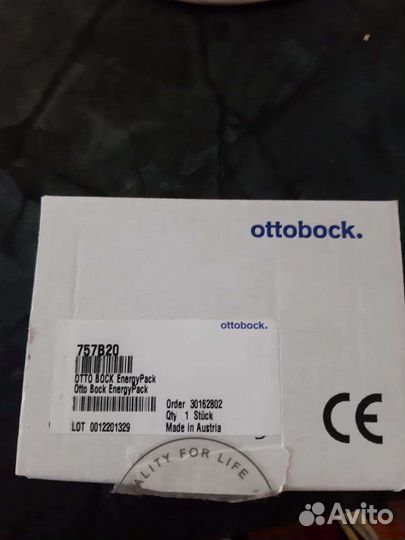 ottobock.
ottobock.
757B20
OTTO BOCK EnergyPack
Otto Bock EnergyPack
Order 30162802
Qty 1 Stück
LOT 0012201329
Made in Austria
CE
ALITY FOR LIFE
Avito